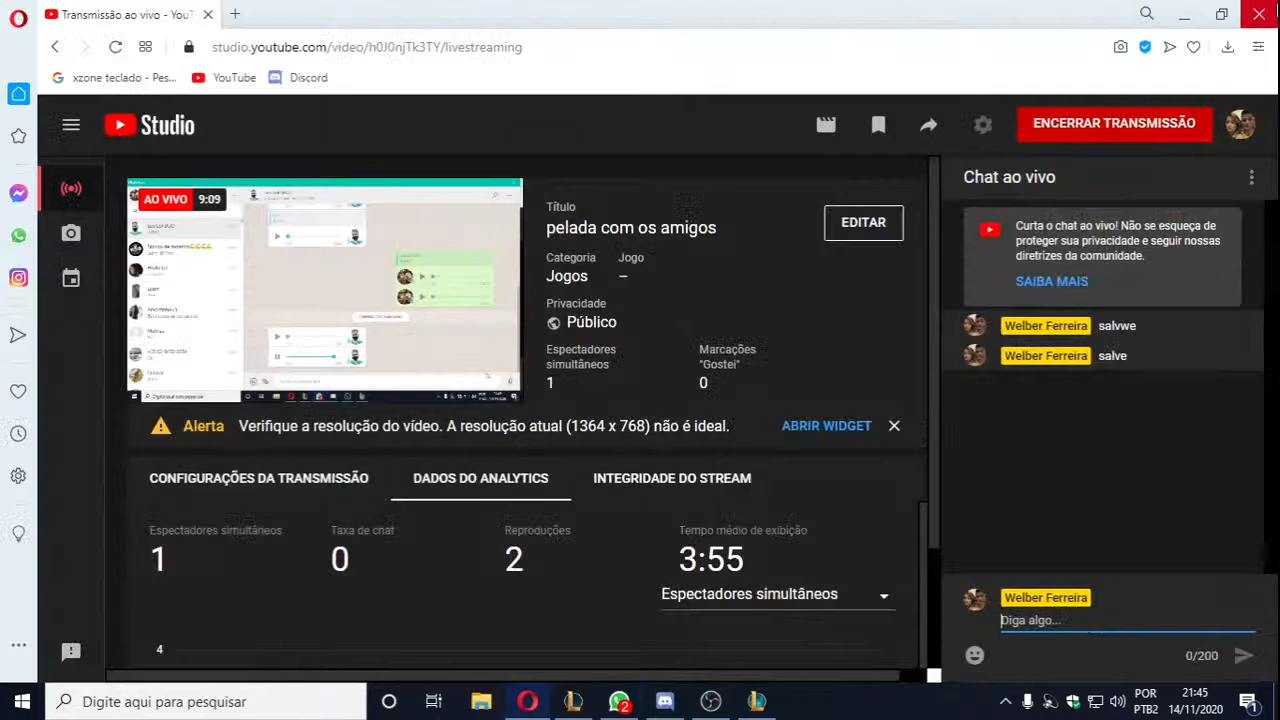 Transmissão ao vivo - YouT
studio.youtube.com/video/h0J0njTk3TY/livestreaming
xzone teclado - Pes...
YouTube
Discord
Studio
ENCERRAR TRANSMISSÃO
AO VIVO 9:09
Título
pelada com os amigos
EDITAR
Categoria Jogo
Jogos –
Privacidade
Público
Espectadores simultâneos
1
Marcações "Gostei"
0
Alerta Verifique a resolução do vídeo. A resolução atual (1364 x 768) não é ideal.
ABRIR WIDGET
CONFIGURAÇÕES DA TRANSMISSÃO
DADOS DO ANALYTICS
INTEGRIDADE DO STREAM
Espectadores simultâneos
1
Taxa de chat
0
Reproduções
2
Tempo médio de exibição
3:55
Espectadores simultâneos
4
Chat ao vivo
Curta o chat ao vivo! Não se esqueça de
proteger sua privacidade e seguir nossas
diretrizes da comunidade.
SAIBA MAIS
Welber Ferreira salvwe
Welber Ferreira salve
Welber Ferreira
Diga algo...
0/200
Digite aqui para pesquisar
2
POR
PTB2
21:45
14/11/2020
1